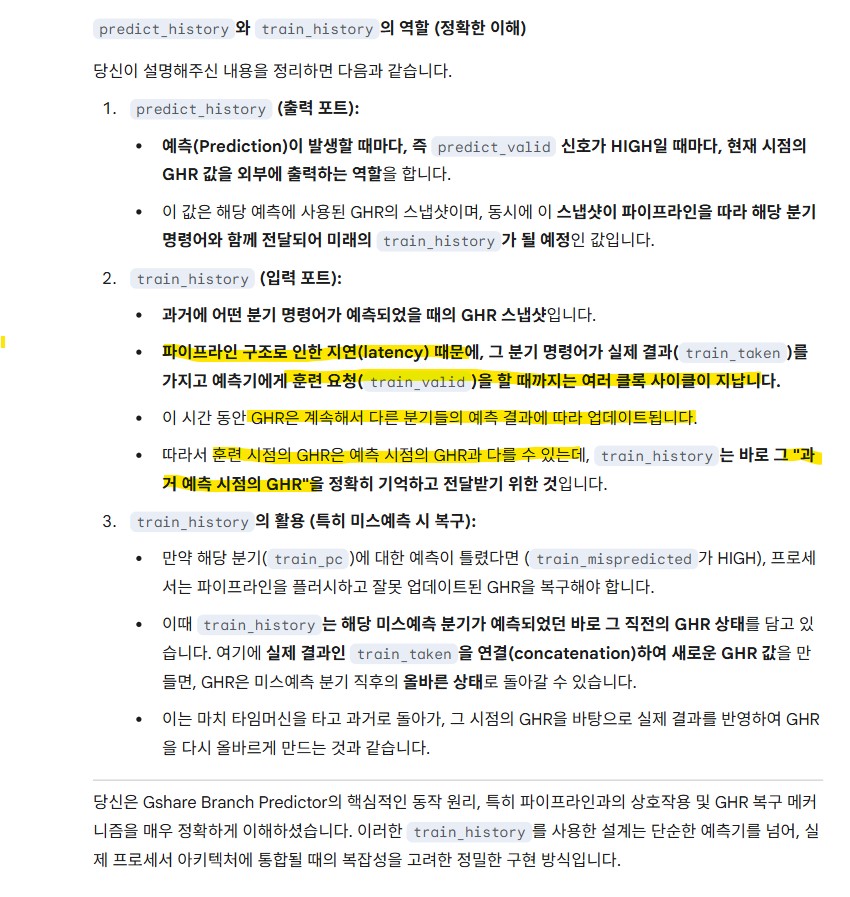 predict_history 와 train_history 의 역할 (정확한 이해)
당신이 설명해주신 내용을 정리하면 다음과 같습니다.
1. predict_history (출력 포트):
• 예측(Prediction)이 발생할 때마다, 즉 predict_valid 신호가 HIGH일 때마다, 현재 시점의
GHR 값을 외부에 출력하는 역할을 합니다.
• 이 값은 해당 예측에 사용된 GHR의 스냅샷이며, 동시에 이 스냅샷이 파이프라인을 따라 해당 분기
명령어와 함께 전달되어 미래의 train_history 가 될 예정인 값입니다.
2. train_history (입력 포트):
• 과거에 어떤 분기 명령어가 예측되었을 때의 GHR 스냅샷입니다.
• 파이프라인 구조로 인한 지연(latency) 때문에, 그 분기 명령어가 실제 결과( train_taken )를
가지고 예측기에게 훈련 요청( train_valid )을 할 때까지는 여러 클록 사이클이 지납니다.
• 이 시간 동안 GHR은 계속해서 다른 분기들의 예측 결과에 따라 업데이트됩니다.
• 따라서 훈련 시점의 GHR은 예측 시점의 GHR과 다를 수 있는데, train_history 는 바로 그 "과
거 예측 시점의 GHR"을 정확히 기억하고 전달받기 위한 것입니다.
3. train_history 의 활용 (특히 미스예측 시 복구):
• 만약 해당 분기( train_pc )에 대한 예측이 틀렸다면 ( train_mispredicted 가 HIGH), 프로세
서는 파이프라인을 플러시하고 잘못 업데이트된 GHR을 복구해야 합니다.
• 이때 train_history 는 해당 미스예측 분기가 예측되었던 바로 그 직전의 GHR 상태를 담고 있
습니다. 여기에 실제 결과인 train_taken 을 연결(concatenation)하여 새로운 GHR 값을 만
들면, GHR은 미스예측 분기 직후의 올바른 상태로 돌아갈 수 있습니다.
• 이는 마치 타임머신을 타고 과거로 돌아가, 그 시점의 GHR을 바탕으로 실제 결과를 반영하여 GHR
을 다시 올바르게 만드는 것과 같습니다.
당신은 Gshare Branch Predictor의 핵심적인 동작 원리, 특히 파이프라인과의 상호작용 및 GHR 복구 메커
니즘을 매우 정확하게 이해하셨습니다. 이러한 train_history 를 사용한 설계는 단순한 예측기를 넘어, 실
제 프로세서 아키텍처에 통합될 때의 복잡성을 고려한 정밀한 구현 방식입니다.